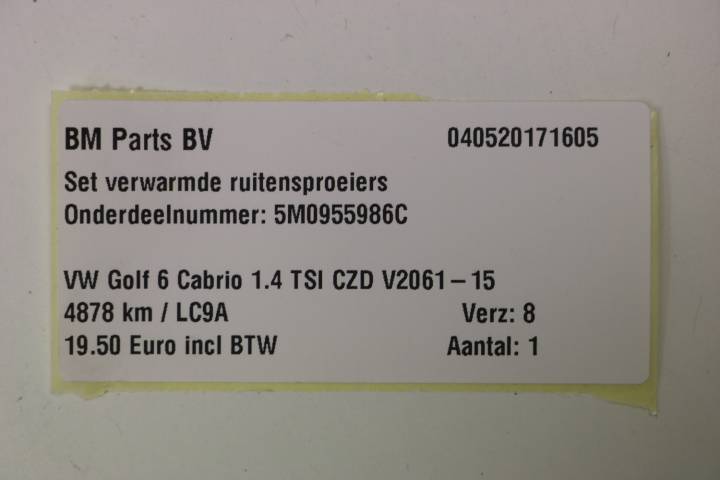 BM Parts BV 040520171605
Set verwarmde ruitensproeiers
Onderdeelnummer: 5M0955986C
VW Golf 6 Cabrio 1.4 TSI CZD V2061-15
4878 km / LC9A Verz: 8
19.50 Euro incl BTW Aantal: 1